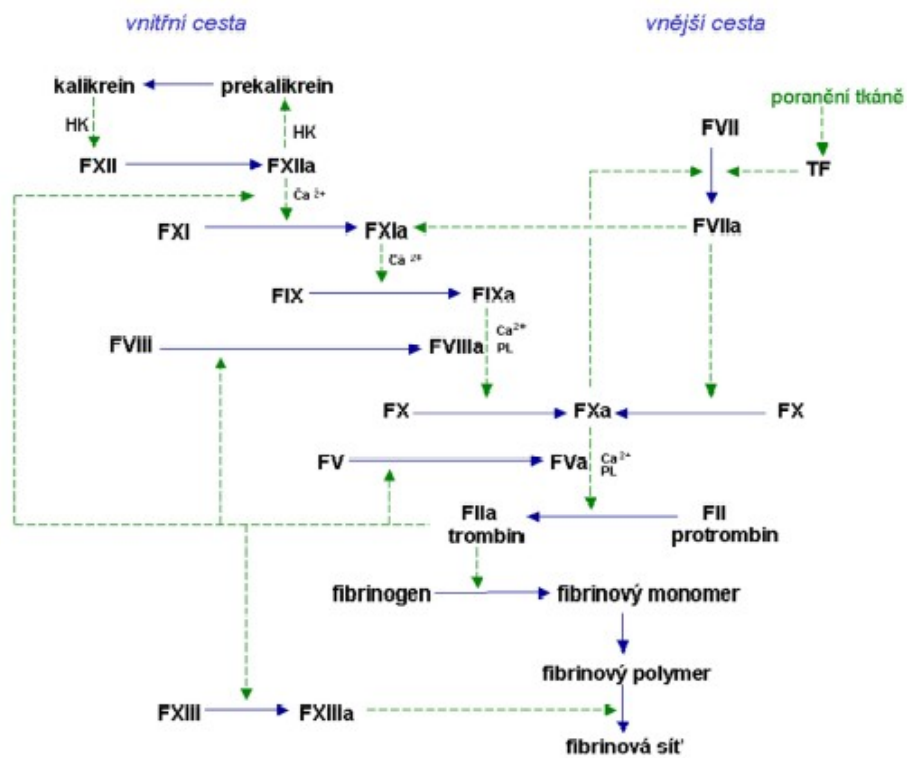 vnitřní cesta
vnější cesta
kalikrein
prekalikrein
poranění tkáně
HK
HK
FVII
FXII
FXIIa
TF
Ca 2+
FXI
FXIa
FVIIa
Ca 2+
FIX
FIXa
FVIII
FVIIIa
Ca2+
PL
FX
FXa
FX
FV
FVa
Ca 2+
PL
FIIa
trombin
FII
protrombin
fibrinogen
fibrinový monomer
fibrinový polymer
FXIII
FXIIIa
fibrinová síť